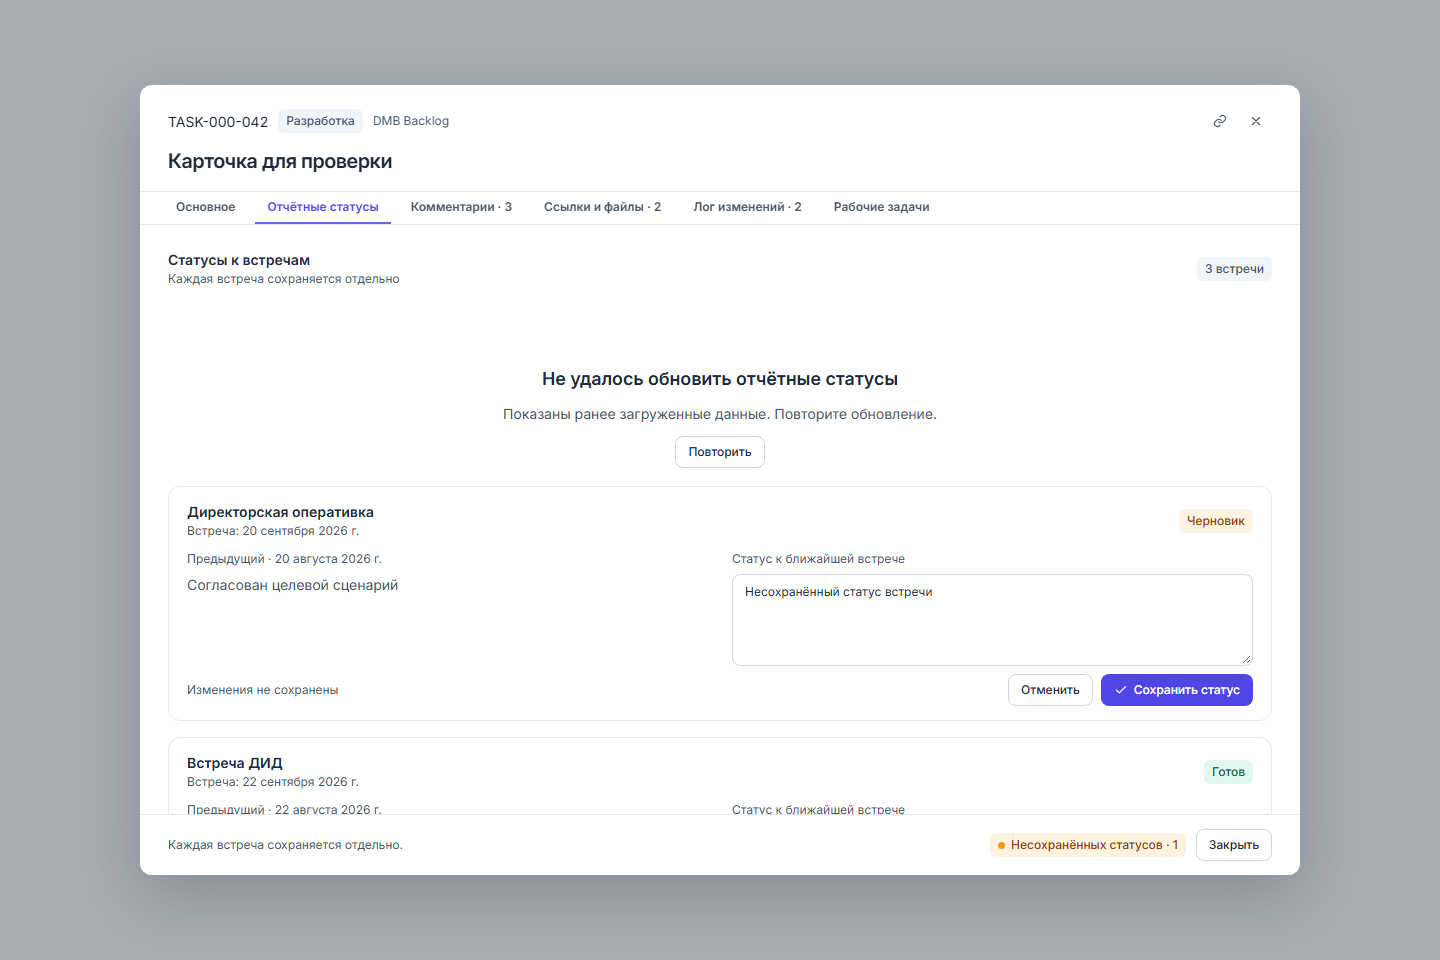 TASK-000-042 Разработка DMB Backlog
Карточка для проверки
Основное Отчётные статусы Комментарии · 3 Ссылки и файлы · 2 Лог изменений · 2 Рабочие задачи
Статусы к встречам
Каждая встреча сохраняется отдельно
3 встречи
Не удалось обновить отчётные статусы
Показаны ранее загруженные данные. Повторите обновление.
Повторить
Директорская оперативка
Встреча: 20 сентября 2026 г.
Черновик
Предыдущий · 20 августа 2026 г.
Согласован целевой сценарий
Статус к ближайшей встрече
Несохранённый статус встречи
Изменения не сохранены
Отменить
Сохранить статус
Встреча ДИД
Встреча: 22 сентября 2026 г.
Готов
Предыдущий · 22 августа 2026 г.
Статус к ближайшей встрече
Каждая встреча сохраняется отдельно.
Несохранённых статусов · 1
Закрыть